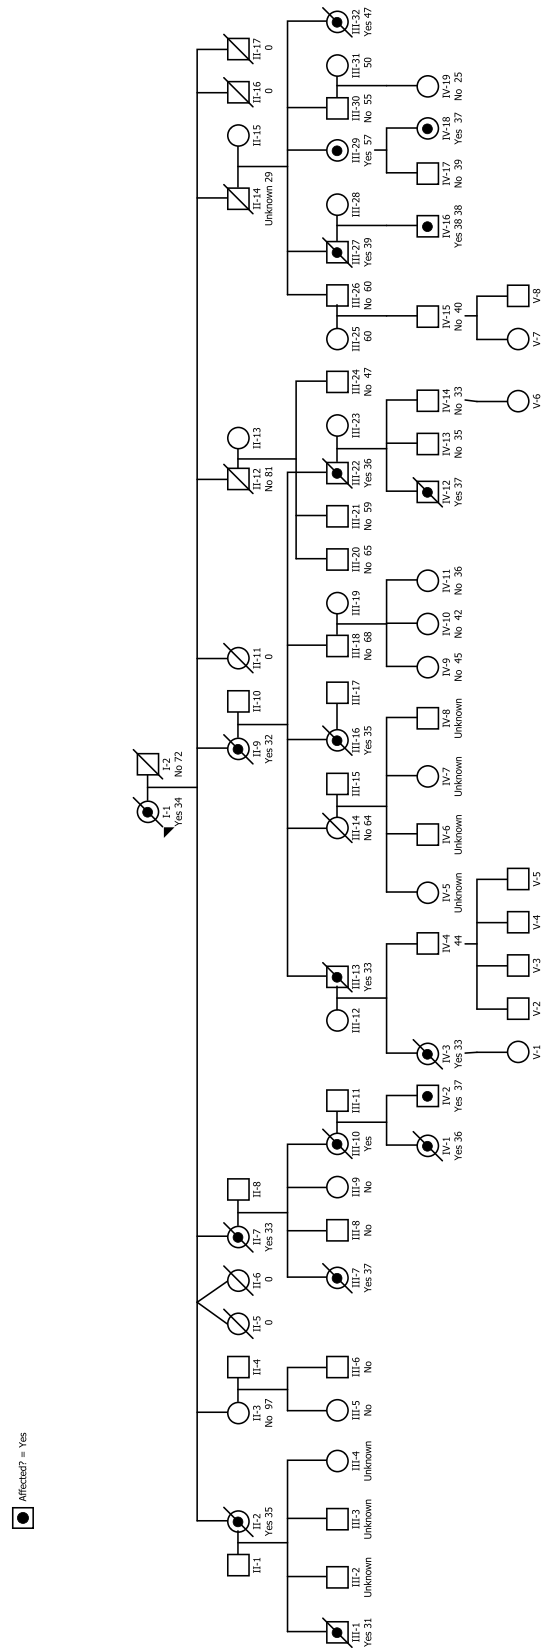 Affected? = Yes
I-1
Yes 34
I-2
No 72
II-1
II-2
Yes 35
II-3
No 97
II-4
II-5
0
II-6
0
II-7
Yes 33
II-8
II-9
Yes 32
II-10
II-11
0
II-12
No 81
II-13
II-14
Unknown 29
II-15
II-16
0
II-17
0
III-1
Yes 31
III-2
Unknown
III-3
Unknown
III-4
Unknown
III-5
No
III-6
No
III-7
Yes 37
III-8
No
III-9
No
III-10
Yes
III-11
III-12
III-13
Yes 33
III-14
No 64
III-15
III-16
Yes 35
III-17
III-18
No 68
III-19
III-20
No 65
III-21
No 59
III-22
Yes 36
III-23
III-24
No 47
III-25
60
III-26
No 60
III-27
Yes 39
III-28
III-29
Yes 57
III-30
No 55
III-31
50
III-32
Yes 47
IV-1
Yes 36
IV-2
Yes 37
IV-3
Yes 33
IV-4
44
IV-5
Unknown
IV-6
Unknown
IV-7
Unknown
IV-8
Unknown
IV-9
No 45
IV-10
No 42
IV-11
No 36
IV-12
Yes 37
IV-13
No 35
IV-14
No 33
IV-15
No 40
IV-16
Yes 38 38
IV-17
No 39
IV-18
Yes 37
IV-19
No 25
V-1
V-2
V-3
V-4
V-5
V-6
V-7
V-8